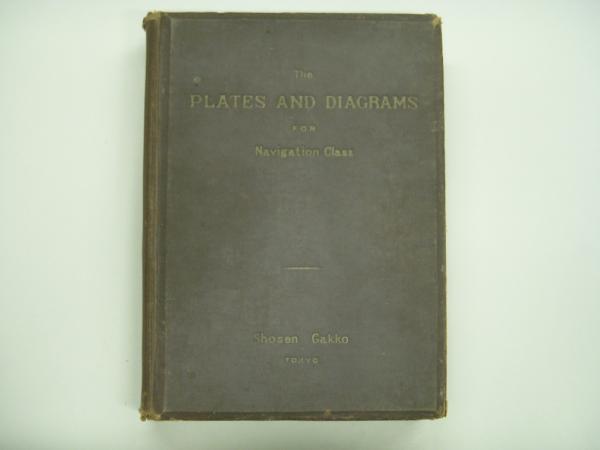 The
PLATES AND DIAGRAMS
FOR
Navigation Class
Shosen Gakko
TOKYO